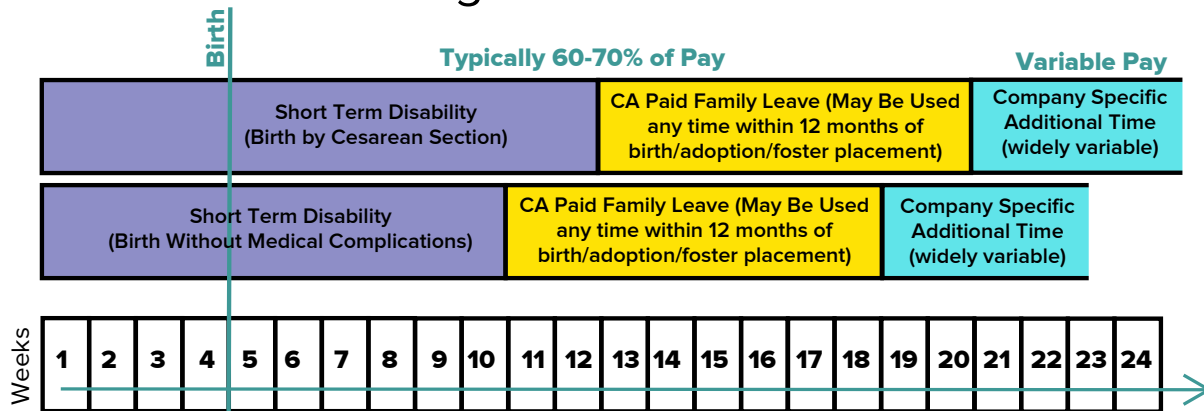 Birth
Typically 60-70% of Pay
Variable Pay
Short Term Disability
(Birth by Cesarean Section)
CA Paid Family Leave (May Be Used
any time within 12 months of
birth/adoption/foster placement)
Company Specific
Additional Time
(widely variable)
Short Term Disability
(Birth Without Medical Complications)
CA Paid Family Leave (May Be Used
any time within 12 months of
birth/adoption/foster placement)
Company Specific
Additional Time
(widely variable)
Weeks
1 2 3 4 5 6 7 8 9 10 11 12 13 14 15 16 17 18 19 20 21 22 23 24